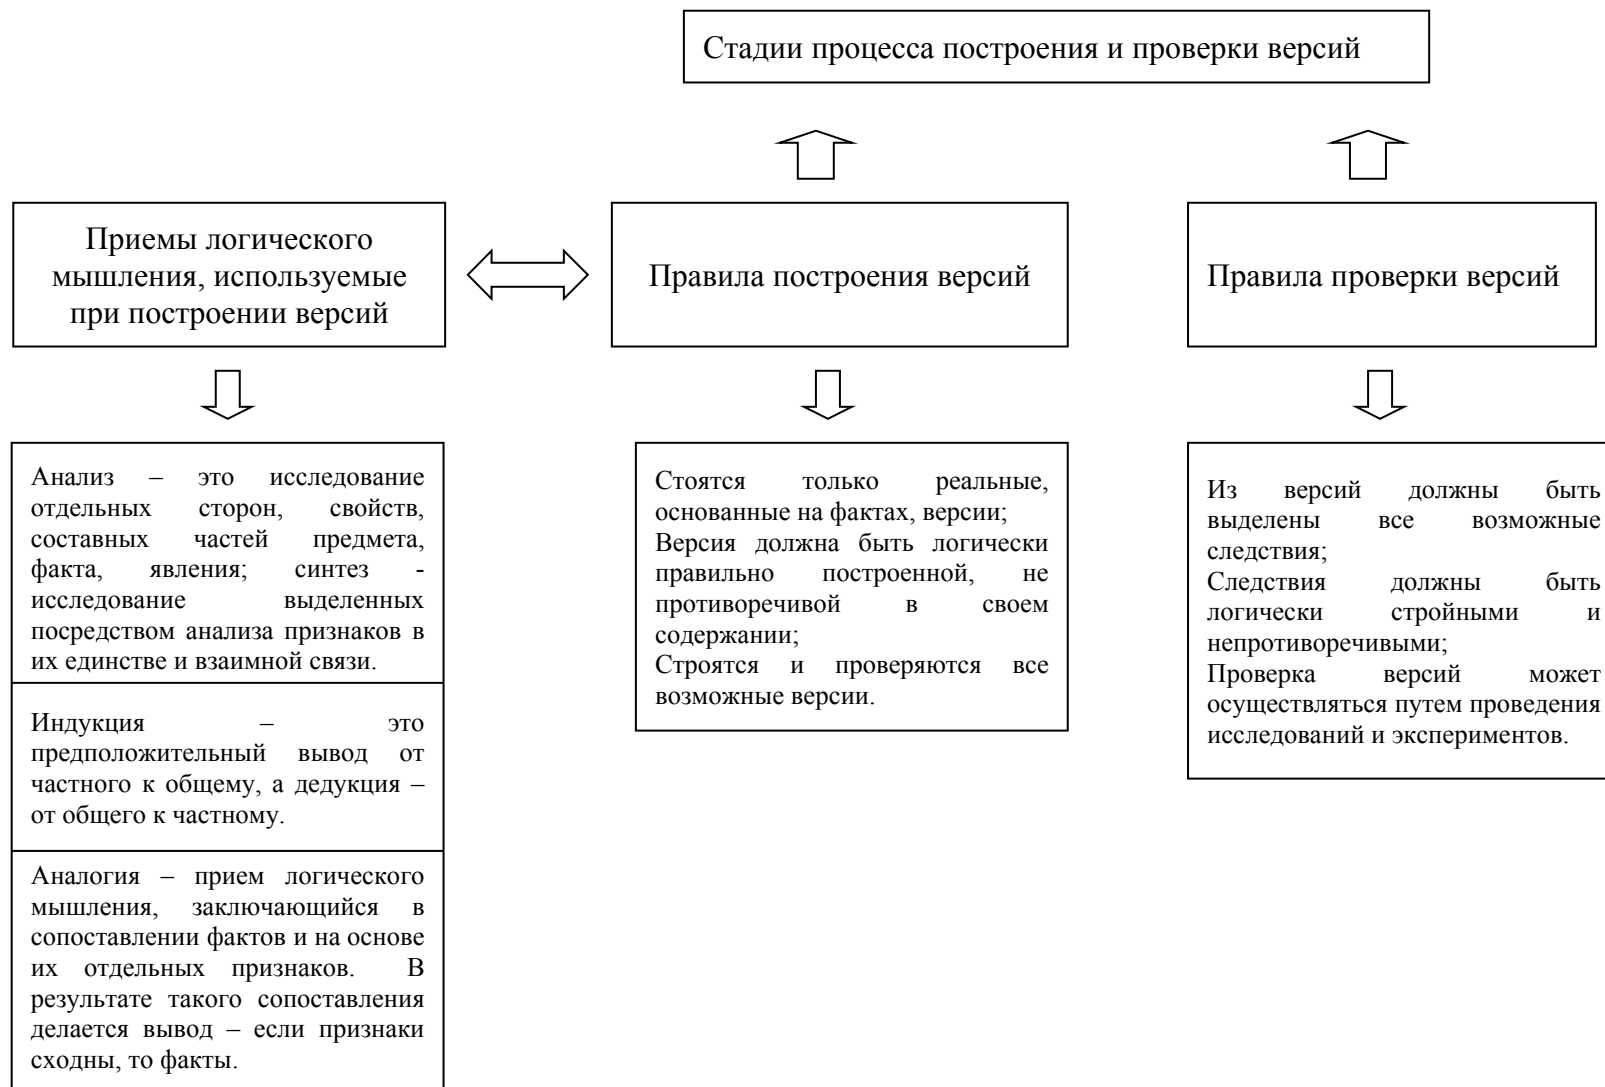 Стадии процесса построения и проверки версий
Приемы логического
мышления, используемые
при построении версий
Правила построения версий
Правила проверки версий
Анализ – это исследование
отдельных сторон, свойств,
составных частей предмета,
факта, явления; синтез -
исследование выделенных
посредством анализа признаков в
их единстве и взаимной связи.
Индукция – это
предположительный вывод от
частного к общему, а дедукция –
от общего к частному.
Аналогия – прием логического
мышления, заключающийся в
сопоставлении фактов и на основе
их отдельных признаков. В
результате такого сопоставления
делается вывод – если признаки
сходны, то факты.
Стоятся только реальные,
основанные на фактах, версии;
Версия должна быть логически
правильно построенной, не
противоречивой в своем
содержании;
Строятся и проверяются все
возможные версии.
Из версий должны быть
выделены все возможные
следствия;
Следствия должны быть
логически стройными и
непротиворечивыми;
Проверка версий может
осуществляться путем проведения
исследований и экспериментов.